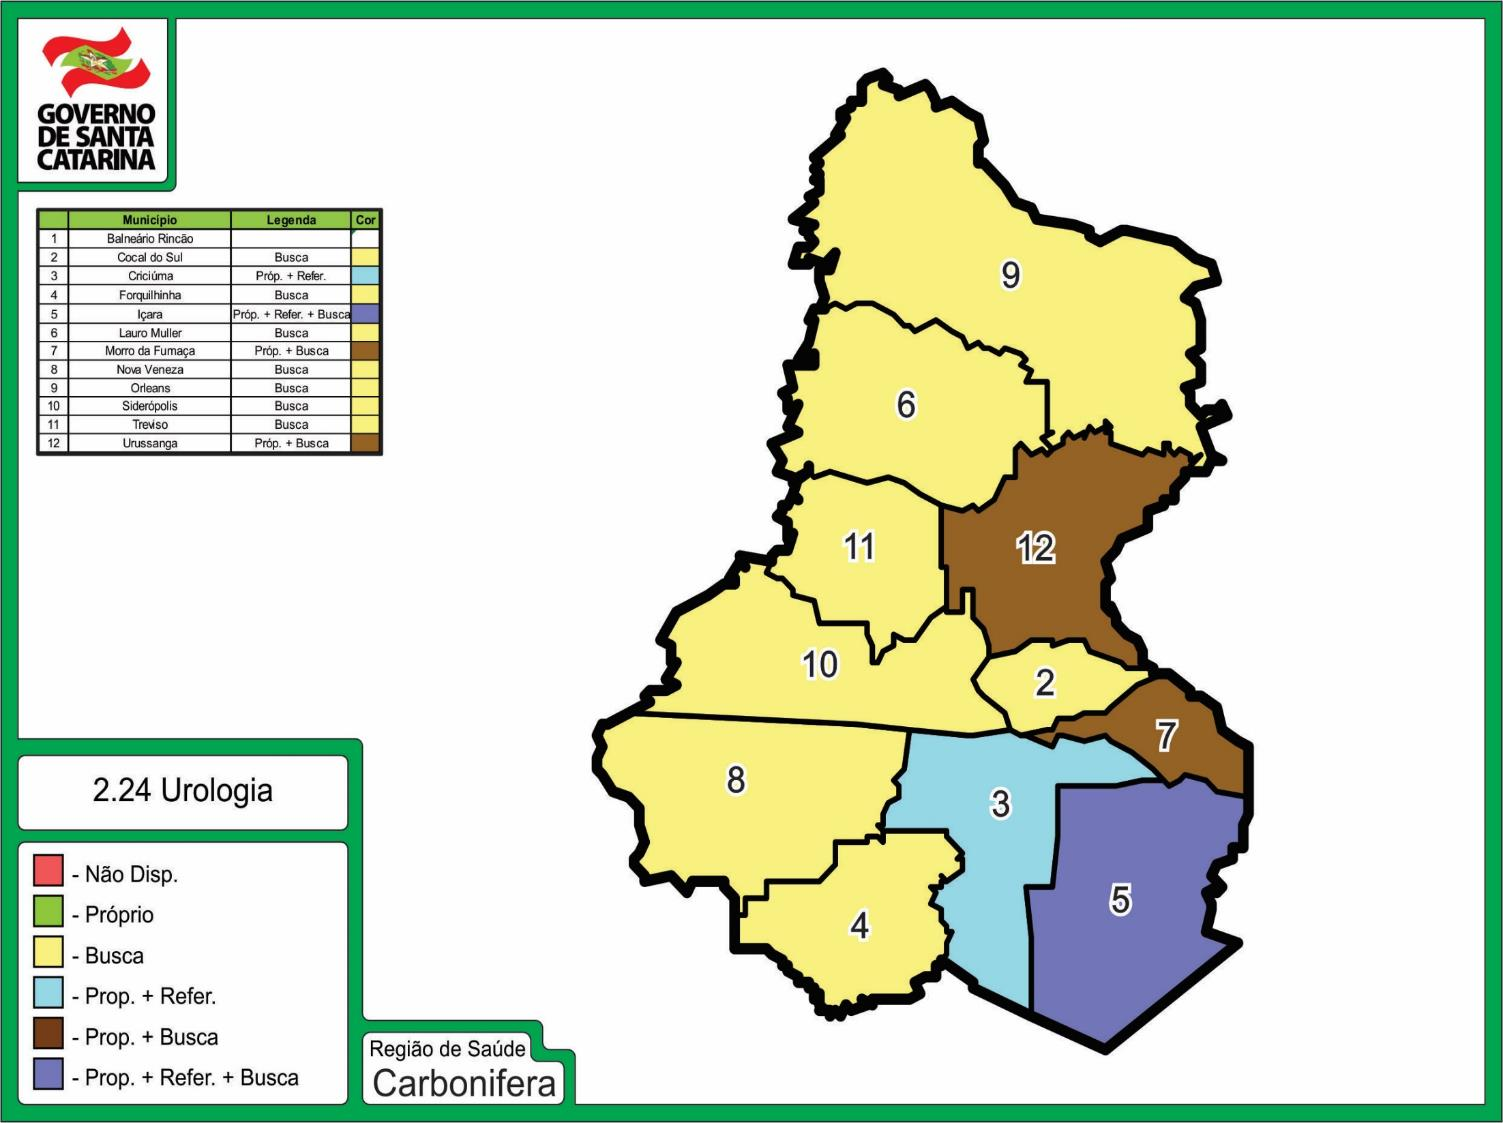 GOVERNO
DE SANTA
CATARINA
Município Legenda Cor
1 Balneário Rincão
2 Cocal do Sul Busca
3 Criciúma Próp. + Refer.
4 Forquilhinha Busca
5 Içara Próp. + Refer. + Busca
6 Lauro Muller Busca
7 Morro da Fumaça Próp. + Busca
8 Nova Veneza Busca
9 Orleans Busca
10 Siderópolis Busca
11 Treviso Busca
12 Urussanga Próp. + Busca
9
6
11
12
10
2
7
8
3
5
4
2.24 Urologia
- Não Disp.
- Próprio
- Busca
- Prop. + Refer.
- Prop. + Busca
- Prop. + Refer. + Busca
Região de Saúde
Carbonifera